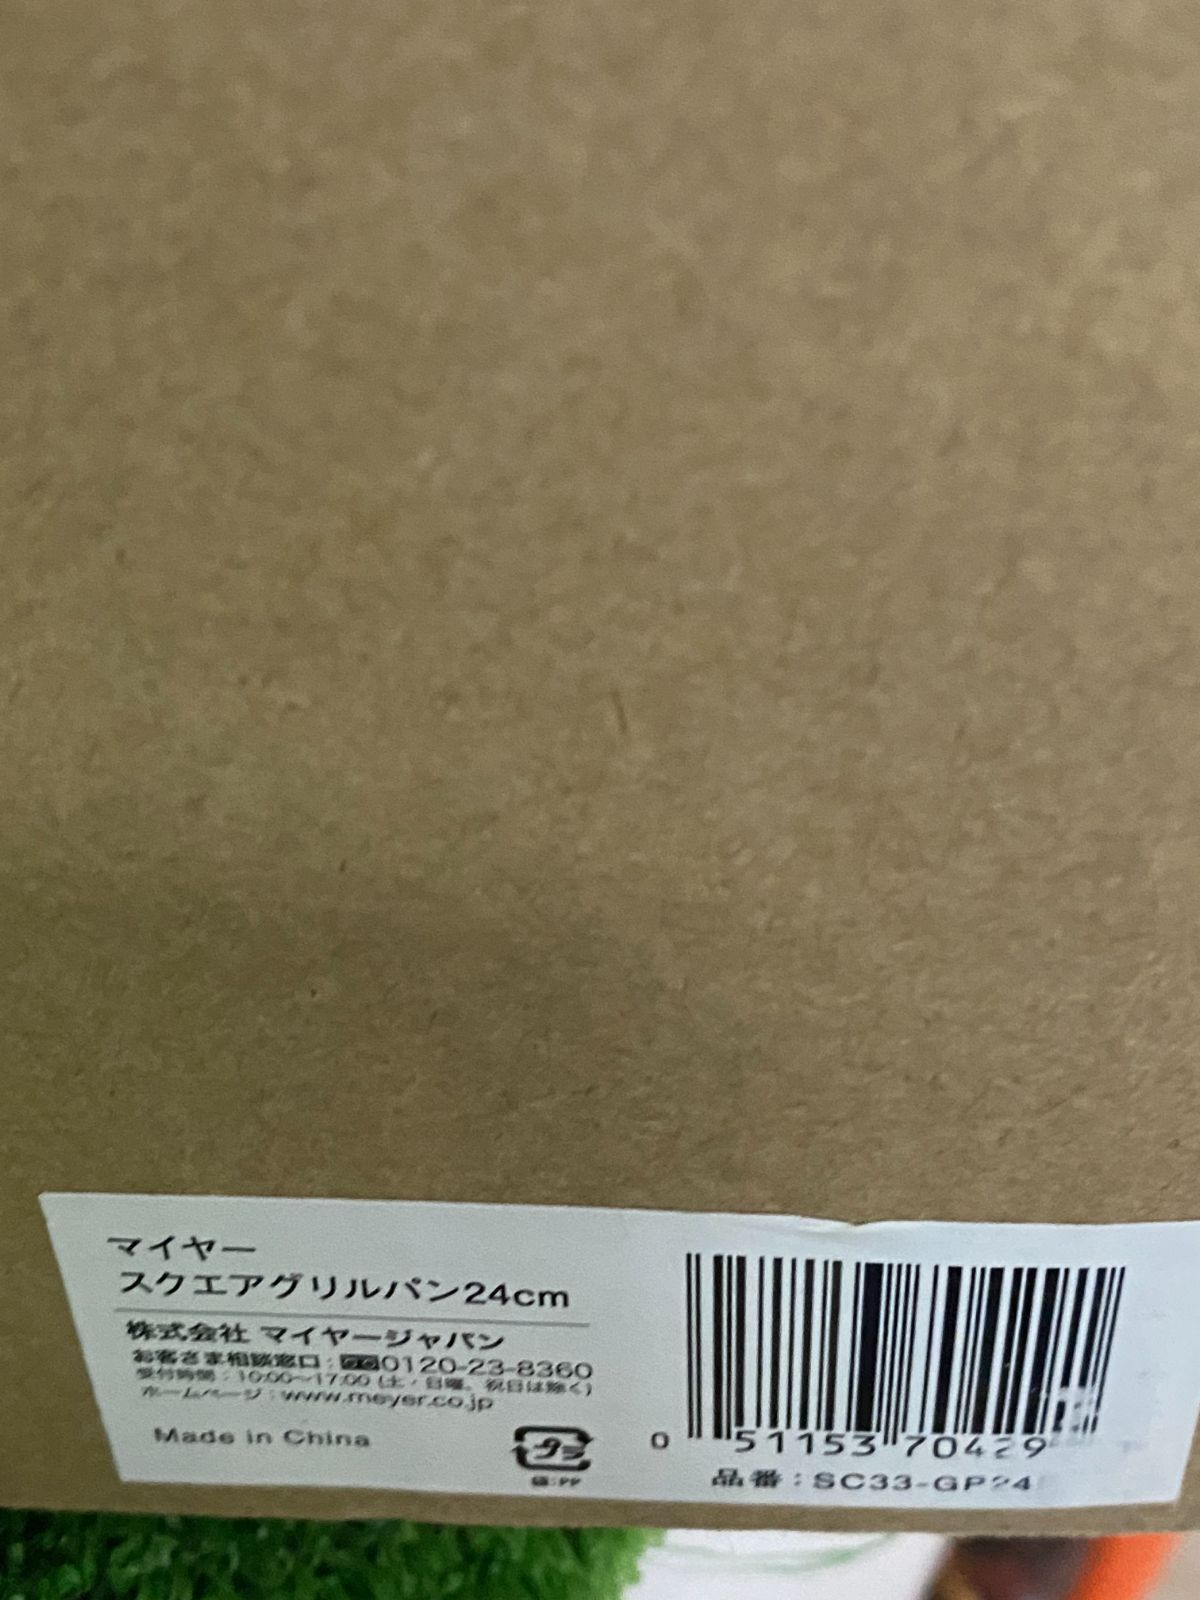 マイヤー
スクエアグリルパン24cm
株式会社 マイヤージャパン
お客さま相談窓口：0120-23-8360
受付時間：10:00～17:00 (土・日曜、祝日は除く)
ホームページ：www.meyer.co.jp
Made in China
プラ
袋:PP
0 51153 70429
品番：SC33-GP24